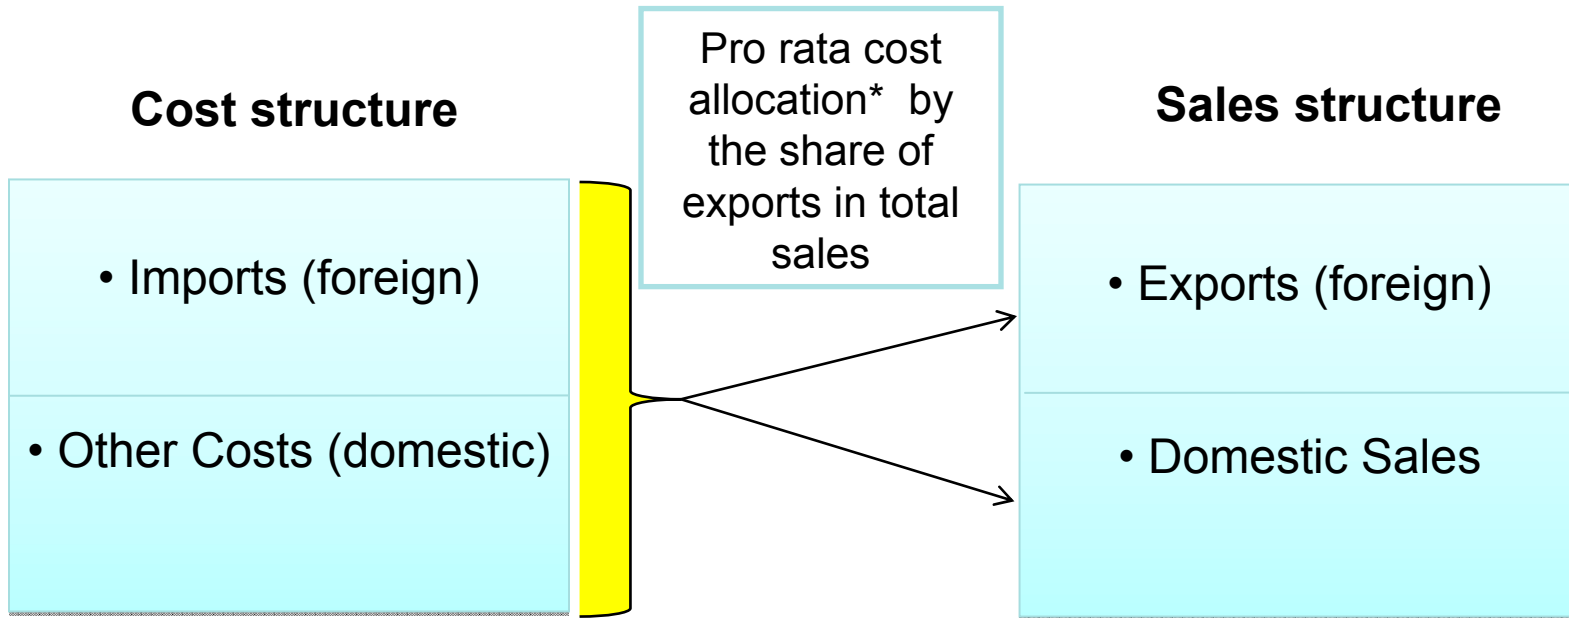 Cost structure
• Imports (foreign)
• Other Costs (domestic)
Pro rata cost
allocation*  by
the share of
exports in total
sales
Sales structure
• Exports (foreign)
• Domestic Sales